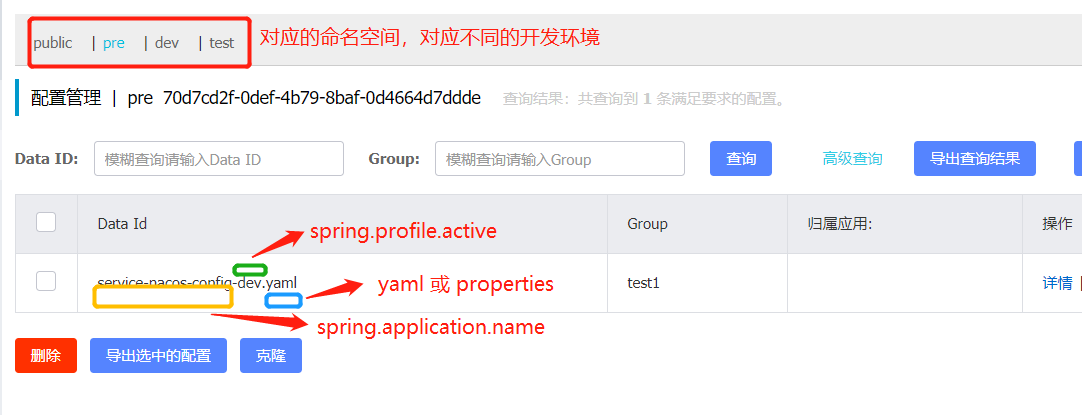 public | pre | dev | test 对应的命名空间，对应不同的开发环境
配置管理 | pre 70d7cd2f-0def-4b79-8baf-0d4664d7ddde 查询结果：共查询到 1 条满足要求的配置。
Data ID: 模糊查询请输入Data ID Group: 模糊查询请输入Group 查询 高级查询 导出查询结果
Data Id Group 归属应用: 操作
spring.profile.active
service-nacos-config-dev.yaml test1 详情
yaml 或 properties
spring.application.name
删除 导出选中的配置 克隆